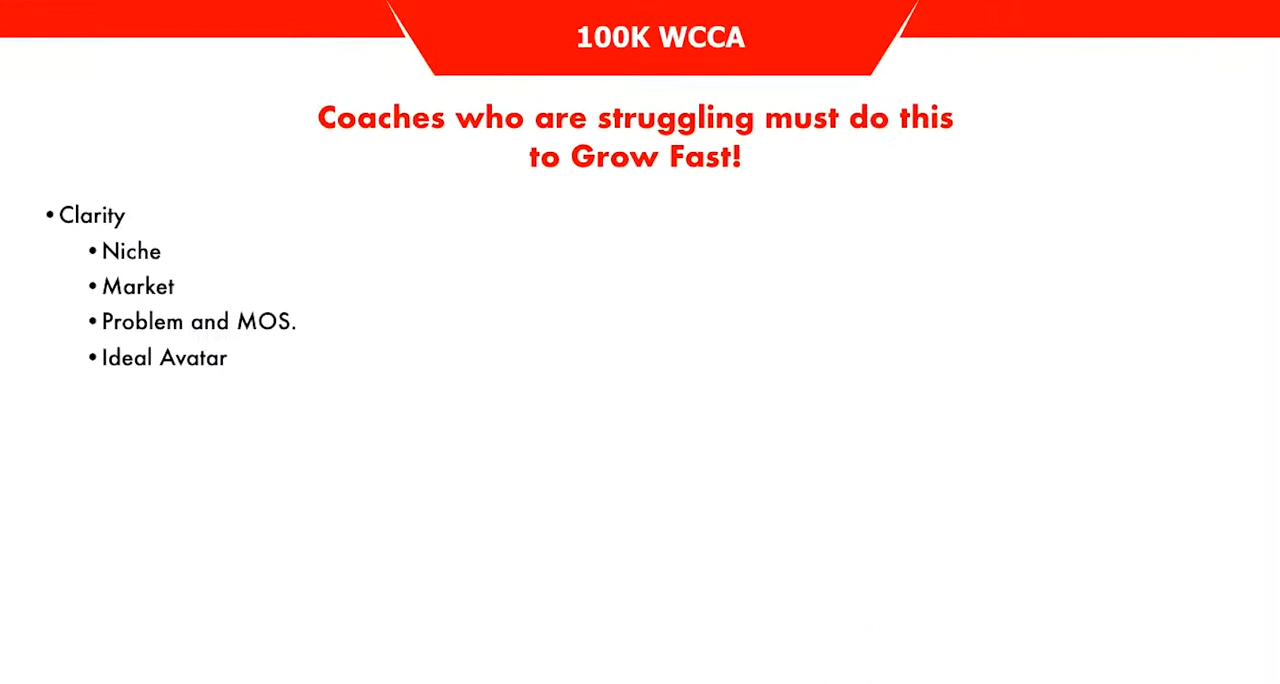 100K WCCA
Coaches who are struggling must do this
to Grow Fast!
• Clarity
• Niche
• Market
• Problem and MOS.
• Ideal Avatar